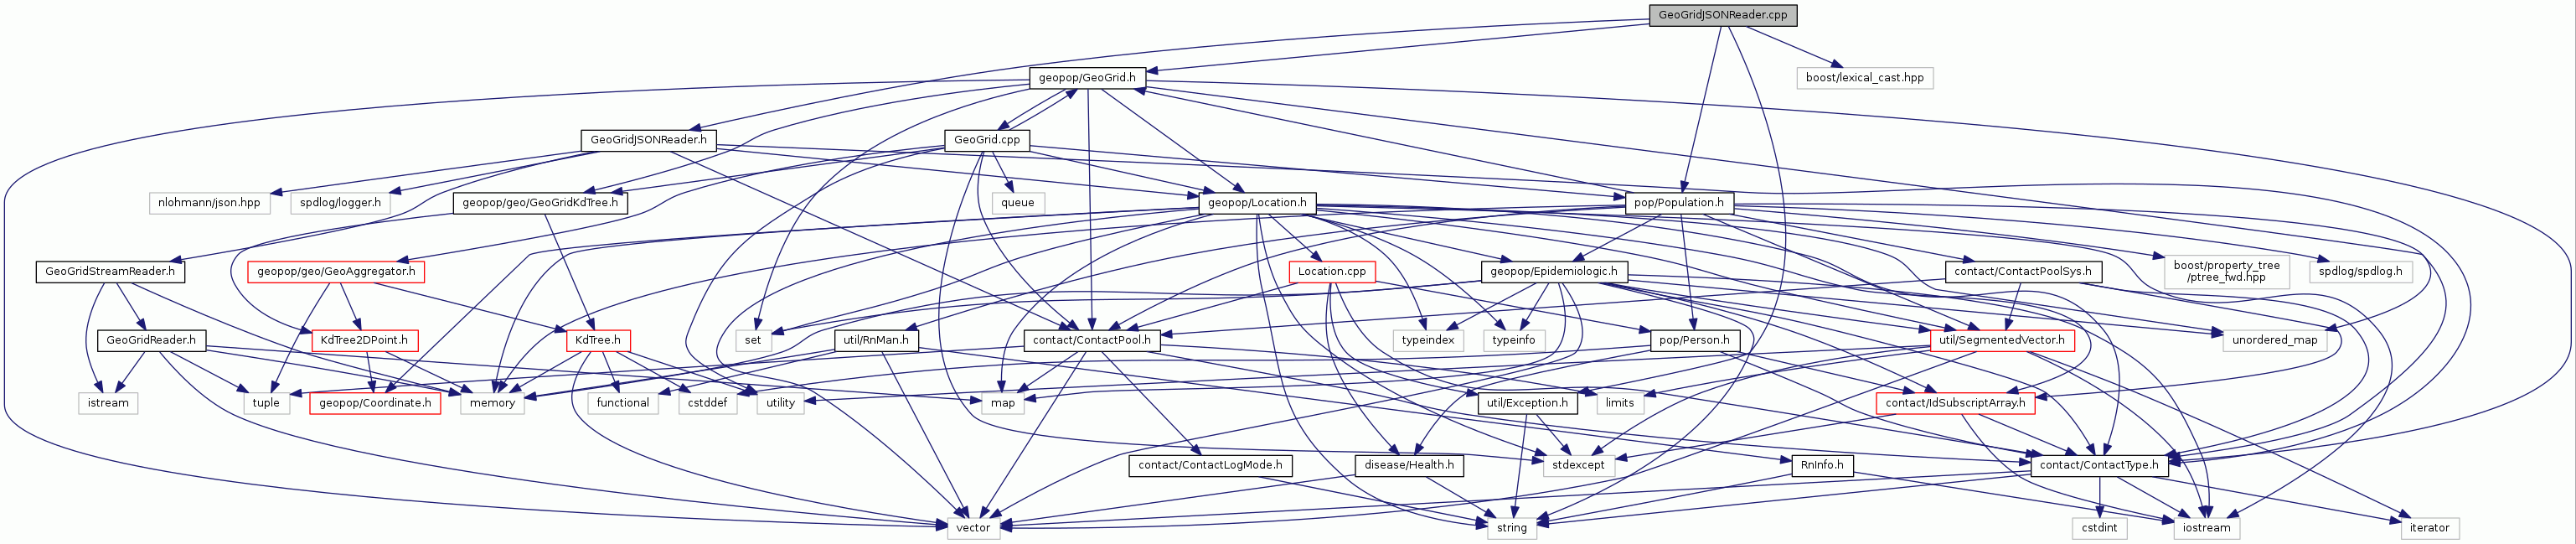 GeoGridJSONReader.cpp
geopop/GeoGrid.h
boost/lexical_cast.hpp
GeoGridJSONReader.h
GeoGrid.cpp
nlohmann/json.hpp
spdlog/logger.h
geopop/geo/GeoGridKdTree.h
queue
geopop/Location.h
pop/Population.h
GeoGridStreamReader.h
geopop/geo/GeoAggregator.h
Location.cpp
geopop/Epidemiologic.h
contact/ContactPoolSys.h
boost/property_tree
/ptree_fwd.hpp
spdlog/spdlog.h
GeoGridReader.h
KdTree2DPoint.h
KdTree.h
set
util/RnMan.h
contact/ContactPool.h
typeindex
typeinfo
pop/Person.h
util/SegmentedVector.h
unordered_map
istream
tuple
geopop/Coordinate.h
memory
functional
cstddef
utility
map
util/Exception.h
limits
contact/IdSubscriptArray.h
contact/ContactLogMode.h
disease/Health.h
stdexcept
RnInfo.h
contact/ContactType.h
vector
string
cstdint
iostream
iterator